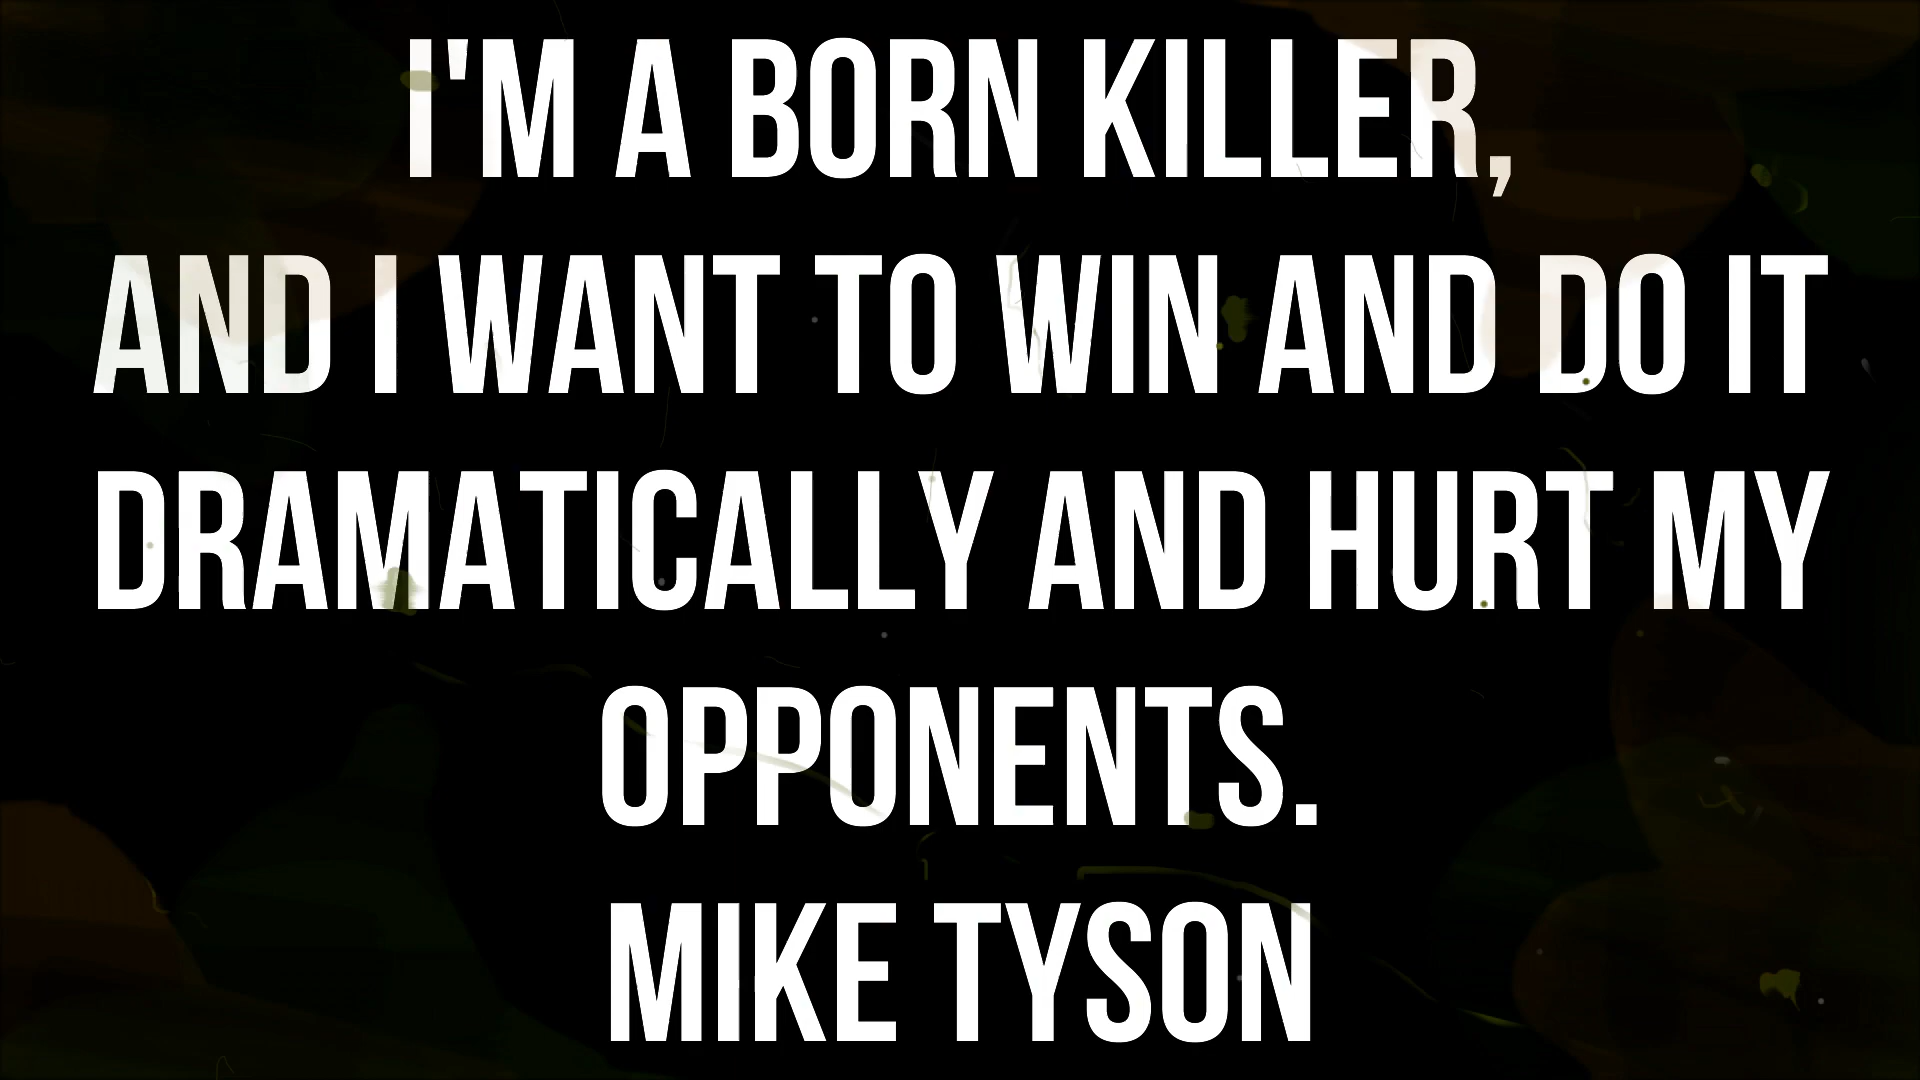 I'M A BORN KILLER,
AND I WANT TO WIN AND DO IT
DRAMATICALLY AND HURT MY
OPPONENTS.
MIKE TYSON